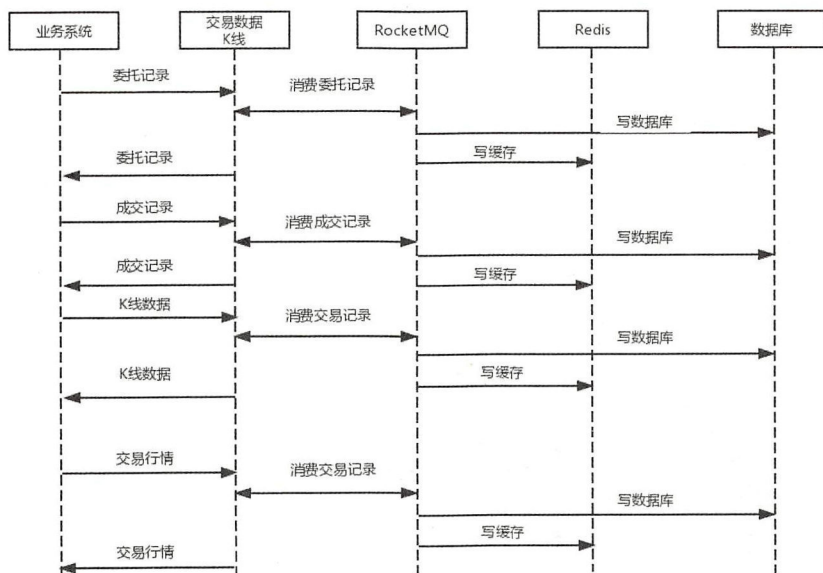 业务系统
交易数据
K线
RocketMQ
Redis
数据库
委托记录
消费委托记录
写数据库
写缓存
委托记录
成交记录
消费成交记录
写数据库
成交记录
写缓存
K线数据
消费交易记录
写数据库
K线数据
写缓存
交易行情
消费交易记录
写数据库
写缓存
交易行情